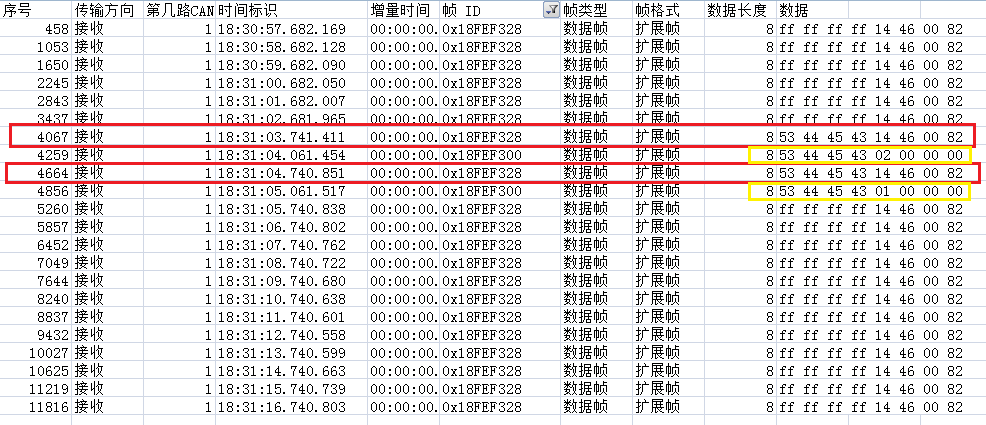 序号 传输方向 第几路CAN 时间标识 增量时间 帧 ID 帧类型 帧格式 数据长度 数据
458 接收 1 18:30:57.682.169 00:00:00. 0x18FEF328 数据帧 扩展帧 8 ff ff ff ff 14 46 00 82
1053 接收 1 18:30:58.682.128 00:00:00. 0x18FEF328 数据帧 扩展帧 8 ff ff ff ff 14 46 00 82
1650 接收 1 18:30:59.682.090 00:00:00. 0x18FEF328 数据帧 扩展帧 8 ff ff ff ff 14 46 00 82
2245 接收 1 18:31:00.682.050 00:00:00. 0x18FEF328 数据帧 扩展帧 8 ff ff ff ff 14 46 00 82
2843 接收 1 18:31:01.682.007 00:00:00. 0x18FEF328 数据帧 扩展帧 8 ff ff ff ff 14 46 00 82
3437 接收 1 18:31:02.681.965 00:00:00. 0x18FEF328 数据帧 扩展帧 8 ff ff ff ff 14 46 00 82
4067 接收 1 18:31:03.741.411 00:00:00. 0x18FEF328 数据帧 扩展帧 8 53 44 45 43 14 46 00 82
4259 接收 1 18:31:04.061.454 00:00:00. 0x18FEF300 数据帧 扩展帧 8 53 44 45 43 02 00 00 00
4664 接收 1 18:31:04.740.851 00:00:00. 0x18FEF328 数据帧 扩展帧 8 53 44 45 43 14 46 00 82
4856 接收 1 18:31:05.061.517 00:00:00. 0x18FEF300 数据帧 扩展帧 8 53 44 45 43 01 00 00 00
5260 接收 1 18:31:05.740.838 00:00:00. 0x18FEF328 数据帧 扩展帧 8 ff ff ff ff 14 46 00 82
5857 接收 1 18:31:06.740.802 00:00:00. 0x18FEF328 数据帧 扩展帧 8 ff ff ff ff 14 46 00 82
6452 接收 1 18:31:07.740.762 00:00:00. 0x18FEF328 数据帧 扩展帧 8 ff ff ff ff 14 46 00 82
7049 接收 1 18:31:08.740.722 00:00:00. 0x18FEF328 数据帧 扩展帧 8 ff ff ff ff 14 46 00 82
7644 接收 1 18:31:09.740.680 00:00:00. 0x18FEF328 数据帧 扩展帧 8 ff ff ff ff 14 46 00 82
8240 接收 1 18:31:10.740.638 00:00:00. 0x18FEF328 数据帧 扩展帧 8 ff ff ff ff 14 46 00 82
8837 接收 1 18:31:11.740.601 00:00:00. 0x18FEF328 数据帧 扩展帧 8 ff ff ff ff 14 46 00 82
9432 接收 1 18:31:12.740.558 00:00:00. 0x18FEF328 数据帧 扩展帧 8 ff ff ff ff 14 46 00 82
10027 接收 1 18:31:13.740.599 00:00:00. 0x18FEF328 数据帧 扩展帧 8 ff ff ff ff 14 46 00 82
10625 接收 1 18:31:14.740.663 00:00:00. 0x18FEF328 数据帧 扩展帧 8 ff ff ff ff 14 46 00 82
11219 接收 1 18:31:15.740.739 00:00:00. 0x18FEF328 数据帧 扩展帧 8 ff ff ff ff 14 46 00 82
11816 接收 1 18:31:16.740.803 00:00:00. 0x18FEF328 数据帧 扩展帧 8 ff ff ff ff 14 46 00 82